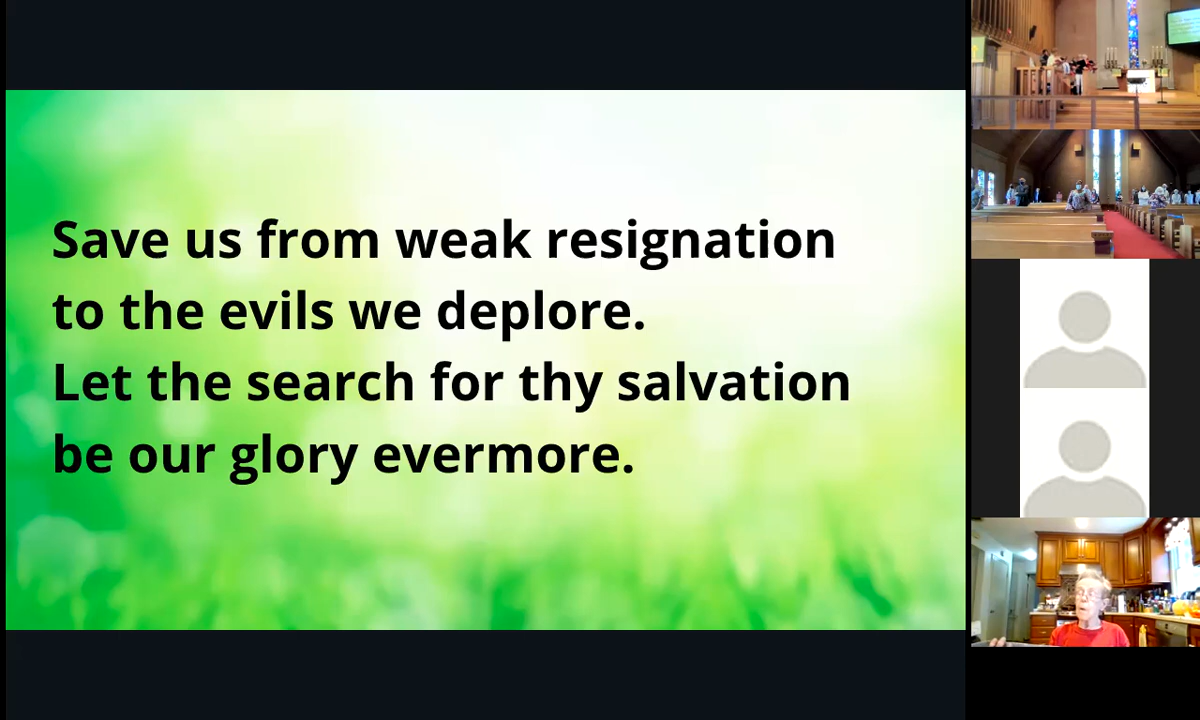 Save us from weak resignation
to the evils we deplore.
Let the search for thy salvation
be our glory evermore.